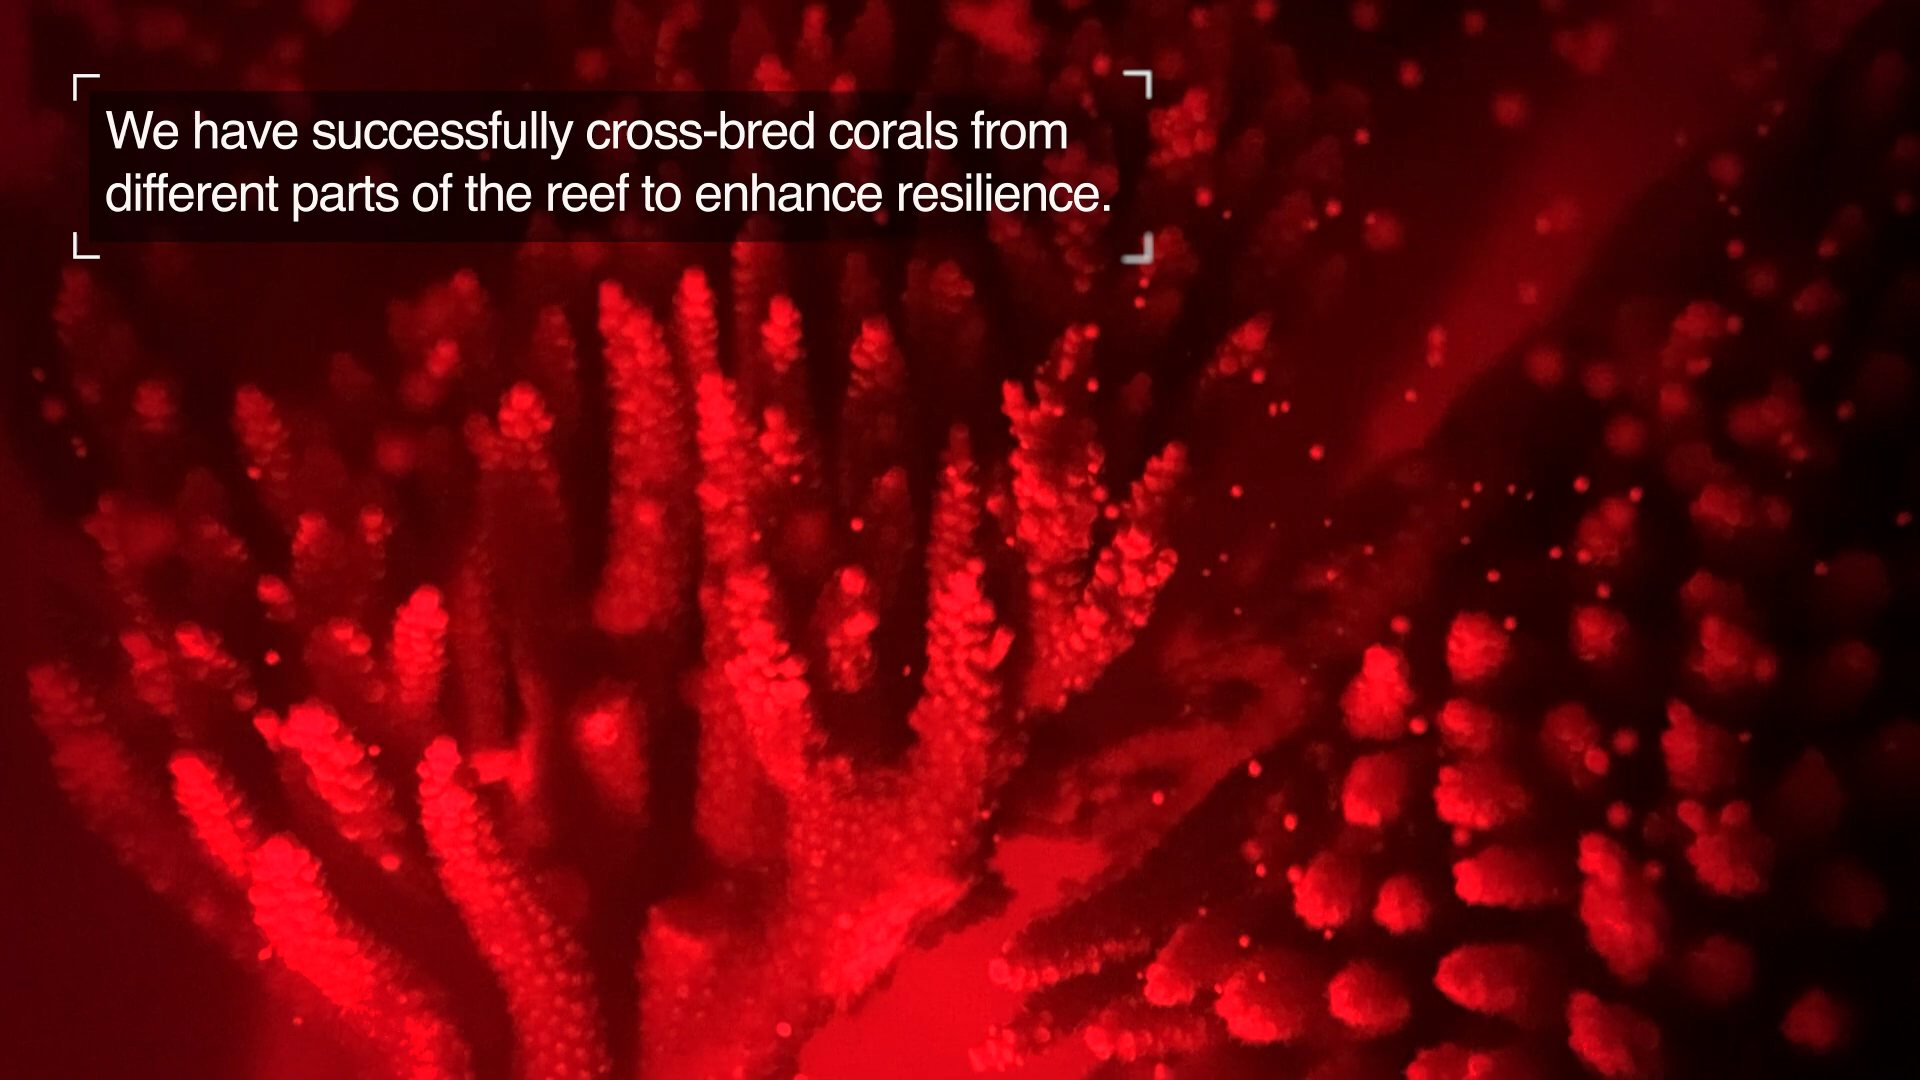 We have successfully cross-bred corals from
different parts of the reef to enhance resilience.